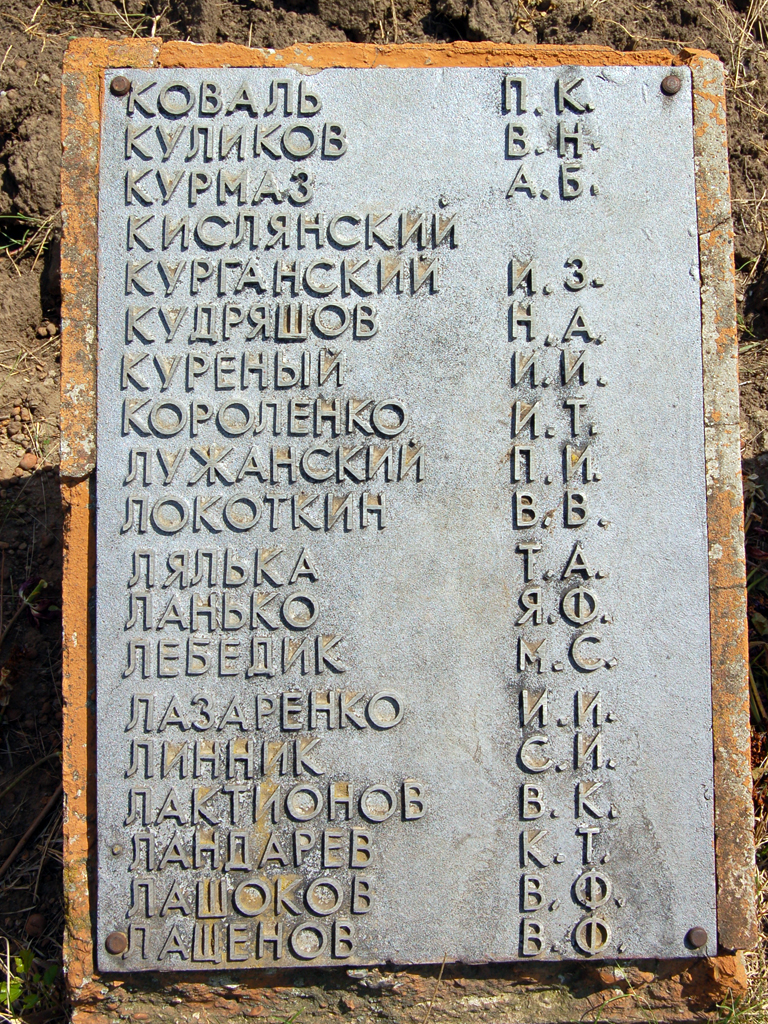 КОВАЛЬ П.К.
КУЛИКОВ В.Н.
КУРМАЗ А.Б.
КИСЛЯНСКИЙ
КУРГАНСКИЙ И.З.
КУДРЯШОВ Н.А.
КУРЕНЫЙ И.И.
КОРОЛЕНКО И.Т.
ЛУЖАНСКИЙ П.И.
ЛОКОТКИН В.В.
ЛЯЛЬКА Т.А.
ЛАНЬКО Я.Ф.
ЛЕБЕДИК М.С.
ЛАЗАРЕНКО И.И.
ЛИННИК С.И.
ЛАКТИОНОВ В.К.
ЛАНДАРЕВ К.Т.
ЛАШОКОВ В.Ф.
ЛАЩЕНОВ В.Ф.